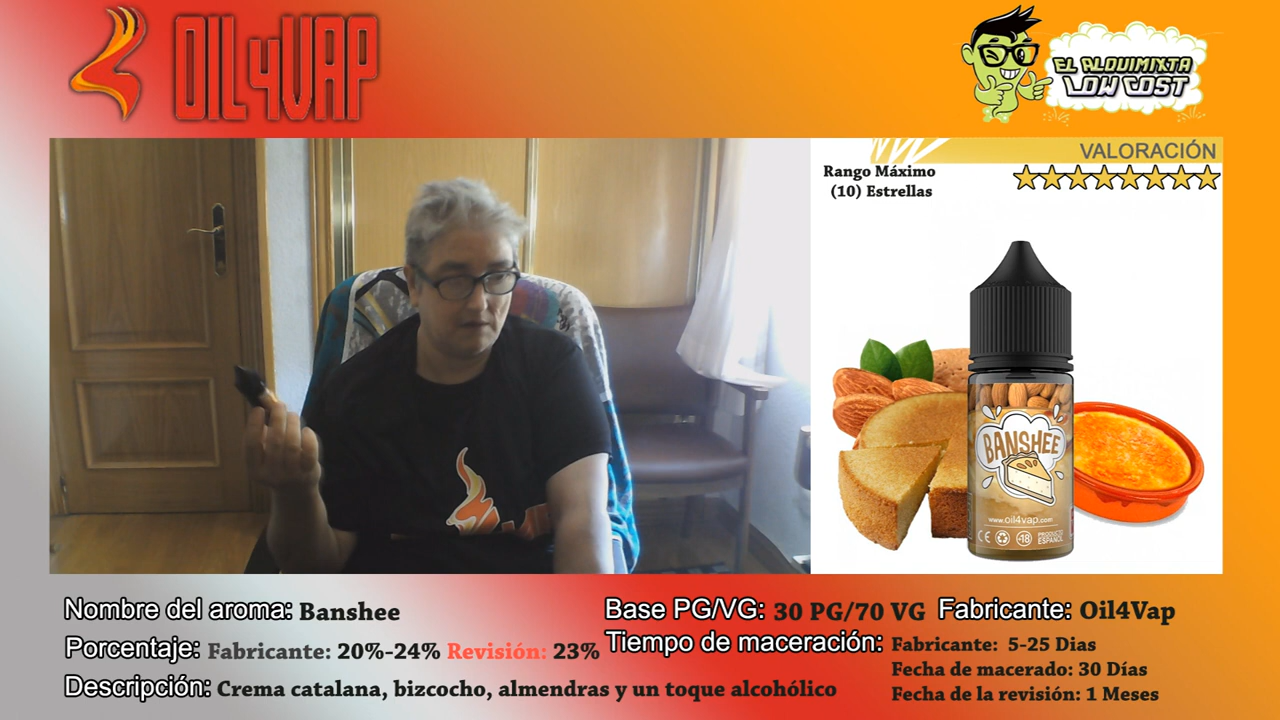 OIL4VAP
EL ALQUIMIXTA
LOW COST
VALORACIÓN
Rango Máximo
(10) Estrellas
BANSHEE
www.oil4vap.com
CE
-18
PRODUCTO
ESPAÑOL
Nombre del aroma: Banshee
Base PG/VG: 30 PG/70 VG Fabricante: Oil4Vap
Porcentaje: Fabricante: 20%-24% Revisión: 23%
Tiempo de maceración: Fabricante: 5-25 Dias
Fecha de macerado: 30 Días
Fecha de la revisión: 1 Meses
Descripción: Crema catalana, bizcocho, almendras y un toque alcohólico